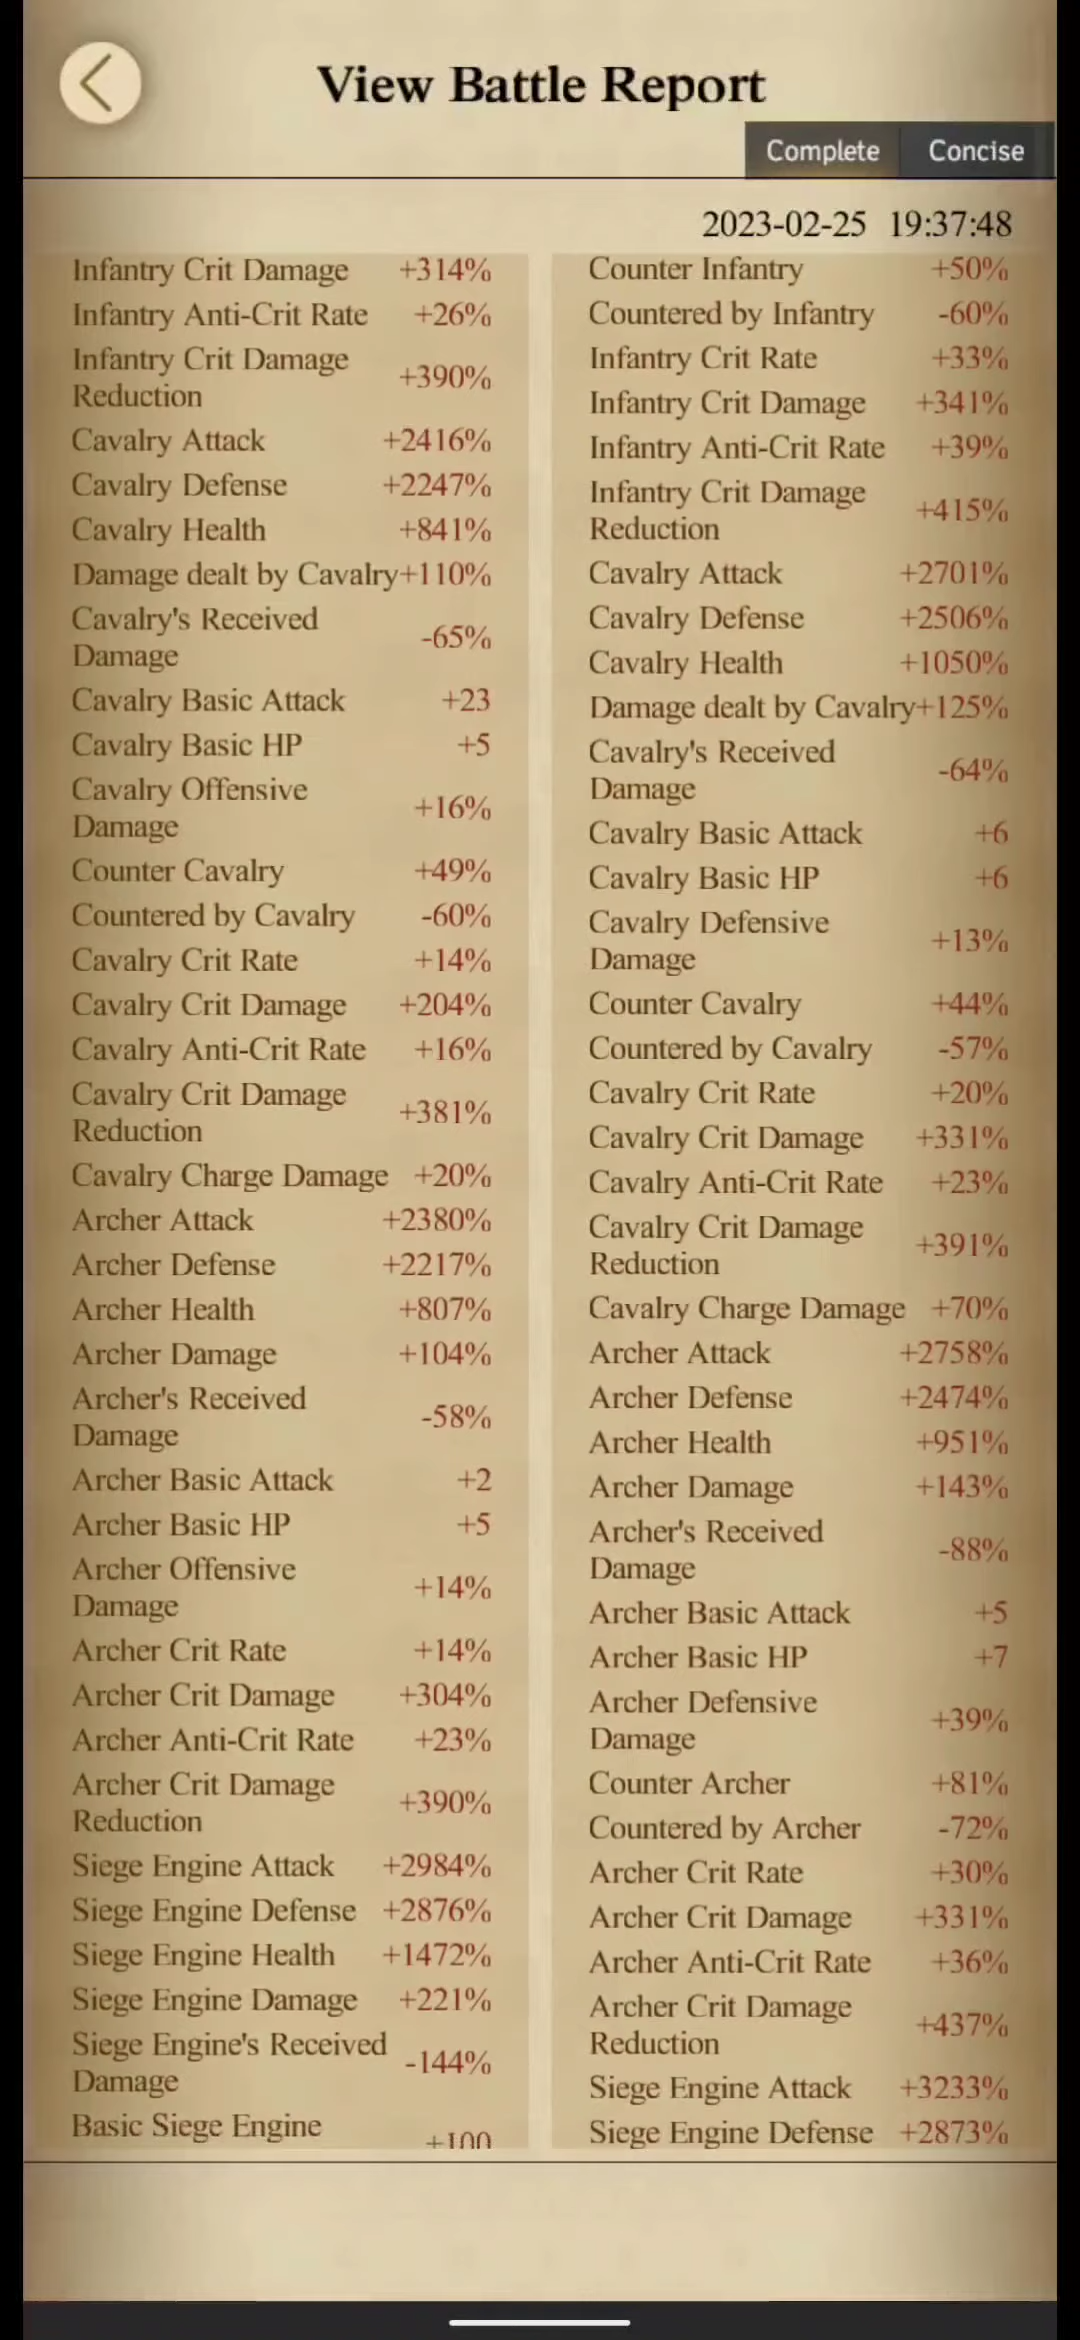 View Battle Report
Complete
Concise
2023-02-25 19:37:48
Infantry Crit Damage +314%
Infantry Anti-Crit Rate +26%
Infantry Crit Damage
Reduction +390%
Cavalry Attack +2416%
Cavalry Defense +2247%
Cavalry Health +841%
Damage dealt by Cavalry+110%
Cavalry's Received
Damage -65%
Cavalry Basic Attack +23
Cavalry Basic HP +5
Cavalry Offensive
Damage +16%
Counter Cavalry +49%
Countered by Cavalry -60%
Cavalry Crit Rate +14%
Cavalry Crit Damage +204%
Cavalry Anti-Crit Rate +16%
Cavalry Crit Damage
Reduction +381%
Cavalry Charge Damage +20%
Archer Attack +2380%
Archer Defense +2217%
Archer Health +807%
Archer Damage +104%
Archer's Received
Damage -58%
Archer Basic Attack +2
Archer Basic HP +5
Archer Offensive
Damage +14%
Archer Crit Rate +14%
Archer Crit Damage +304%
Archer Anti-Crit Rate +23%
Archer Crit Damage
Reduction +390%
Siege Engine Attack +2984%
Siege Engine Defense +2876%
Siege Engine Health +1472%
Siege Engine Damage +221%
Siege Engine's Received
Damage -144%
Basic Siege Engine
+100
Counter Infantry +50%
Countered by Infantry -60%
Infantry Crit Rate +33%
Infantry Crit Damage +341%
Infantry Anti-Crit Rate +39%
Infantry Crit Damage
Reduction +415%
Cavalry Attack +2701%
Cavalry Defense +2506%
Cavalry Health +1050%
Damage dealt by Cavalry+125%
Cavalry's Received
Damage -64%
Cavalry Basic Attack +6
Cavalry Basic HP +6
Cavalry Defensive
Damage +13%
Counter Cavalry +44%
Countered by Cavalry -57%
Cavalry Crit Rate +20%
Cavalry Crit Damage +331%
Cavalry Anti-Crit Rate +23%
Cavalry Crit Damage
Reduction +391%
Cavalry Charge Damage +70%
Archer Attack +2758%
Archer Defense +2474%
Archer Health +951%
Archer Damage +143%
Archer's Received
Damage -88%
Archer Basic Attack +5
Archer Basic HP +7
Archer Defensive
Damage +39%
Counter Archer +81%
Countered by Archer -72%
Archer Crit Rate +30%
Archer Crit Damage +331%
Archer Anti-Crit Rate +36%
Archer Crit Damage
Reduction +437%
Siege Engine Attack +3233%
Siege Engine Defense +2873%